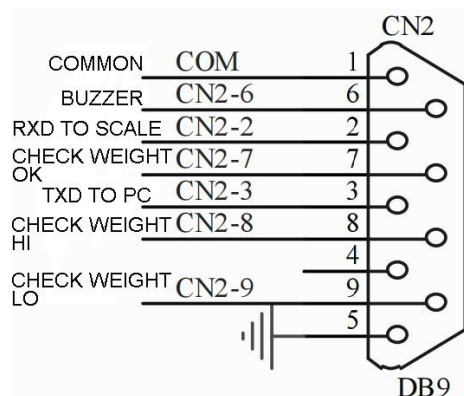 CN2
COMMON COM 1
BUZZER CN2-6 6
RXD TO SCALE CN2-2 2
CHECK WEIGHT
OK CN2-7 7
TXD TO PC CN2-3 3
CHECK WEIGHT
HI CN2-8 8
4
CHECK WEIGHT
LO CN2-9 9
5
DB9